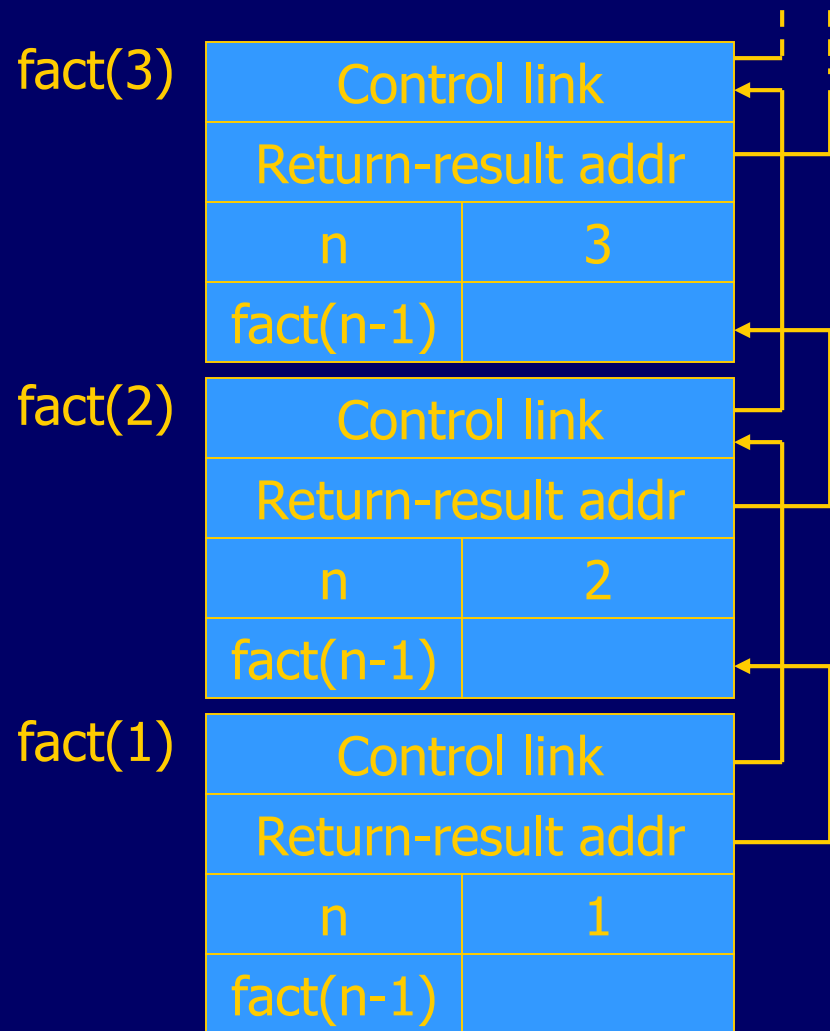 fact(3)
Control link
Return-result addr
n 3
fact(n-1)
fact(2)
Control link
Return-result addr
n 2
fact(n-1)
fact(1)
Control link
Return-result addr
n 1
fact(n-1)